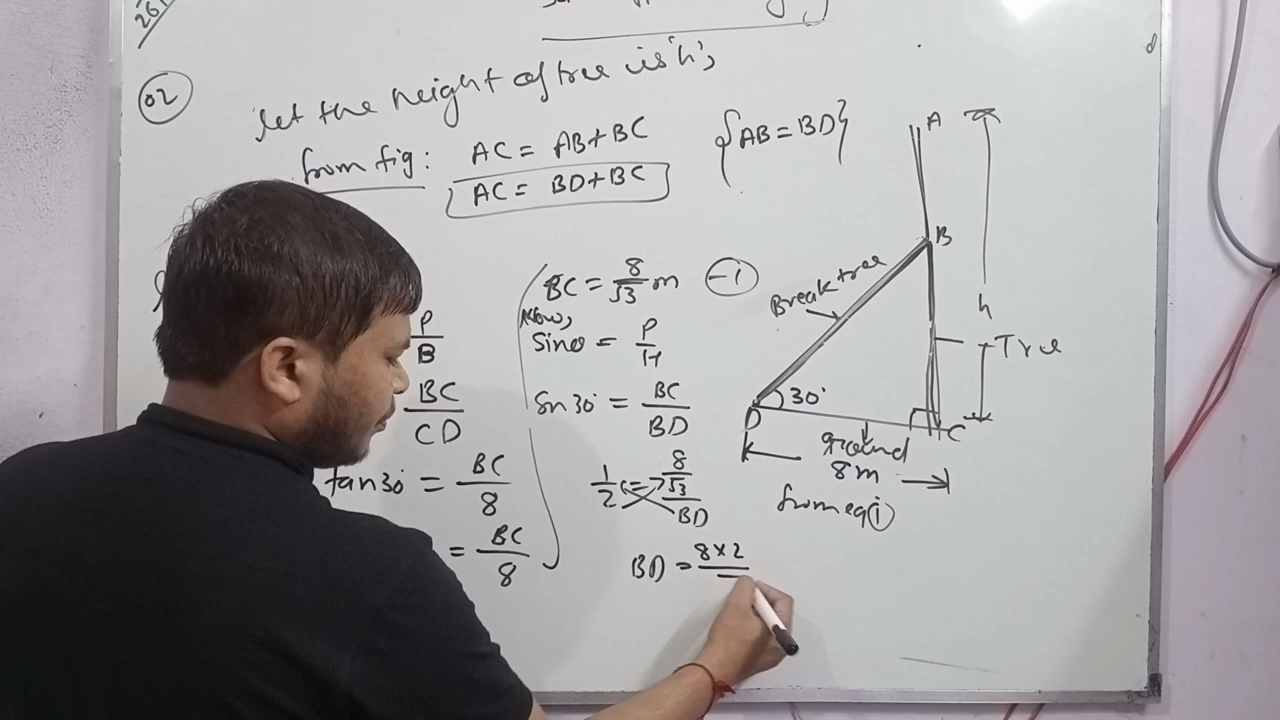 261
02
let the height of tree is 'h',
from fig: AC = AB+BC
{AB = BD}
AC = BD+BC
P
B
BC
CD
tan30 = BC/8
= BC/8
BC = 8/√3 m -1
Now,
Sinθ = P/H
Sn 30° = BC/BD
1/2 = 8/√3/BD
BD = 8×2
A
B
h
Break tree
Tree
30°
D
C
ground
8m
from eq (i)